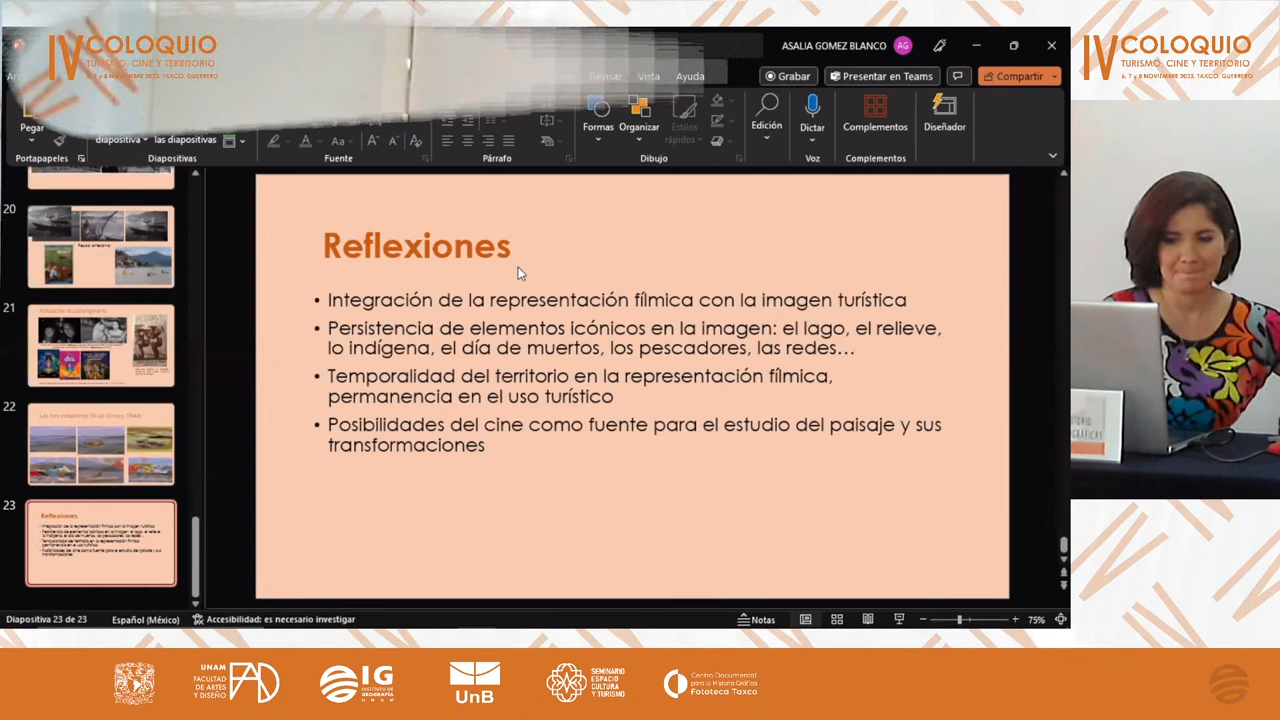 IV COLOQUIO
TURISMO, CINE Y TERRITORIO
6, 7 y 8 NOVIEMBRE 2023. TAXCO, GUERRERO
IV COLOQUIO
TURISMO, CINE Y TERRITORIO
6, 7 y 8 NOVIEMBRE 2023. TAXCO, GUERRERO
ASALIA GOMEZ BLANCO AG
Revisar Vista Ayuda
Grabar Presentar en Teams Compartir
Pegar
diapositiva las diapositivas
Formas Organizar Estilos rápidos Edición Dictar Complementos Diseñador
Portapapeles Diapositivas Fuente Párrafo Dibujo Voz Complementos
20
21
22
23
Reflexiones
• Integración de la representación fílmica con la imagen turística
• Persistencia de elementos icónicos en la imagen: el lago, el relieve,
lo indígena, el día de muertos, los pescadores, las redes…
• Temporalidad del territorio en la representación fílmica,
permanencia en el uso turístico
• Posibilidades del cine como fuente para el estudio del paisaje y sus
transformaciones
Reflexiones
Diapositiva 23 de 23 Español (México) Accesibilidad: es necesario investigar Notas 75%
UNAM
FACULTAD
DE ARTES
Y DISEÑO
FAD
IG
INSTITUTO DE
GEOGRAFÍA
UNAM
UnB
SEMINARIO
ESPACIO
CULTURA
Y TURISMO
Centro Documental
para la Historia Gráfica
Fototeca Taxco